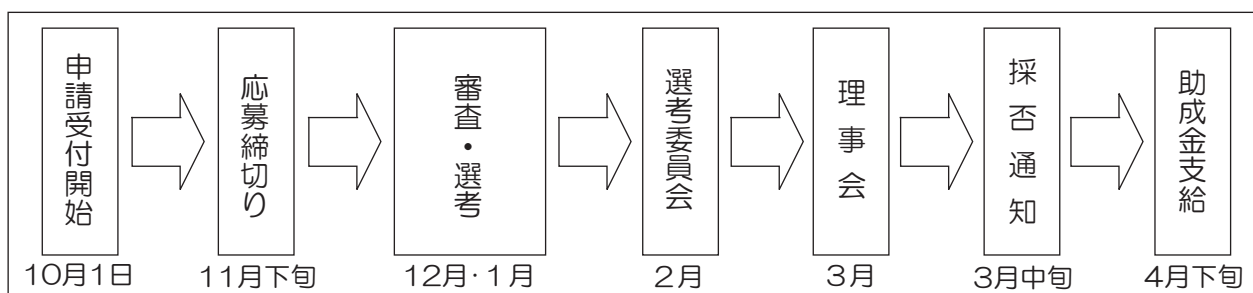 申請受付開始
応募締切り
審査・選考
選考委員会
理事会
採否通知
助成金支給
10月1日
11月下旬
12月・1月
2月
3月
3月中旬
4月下旬